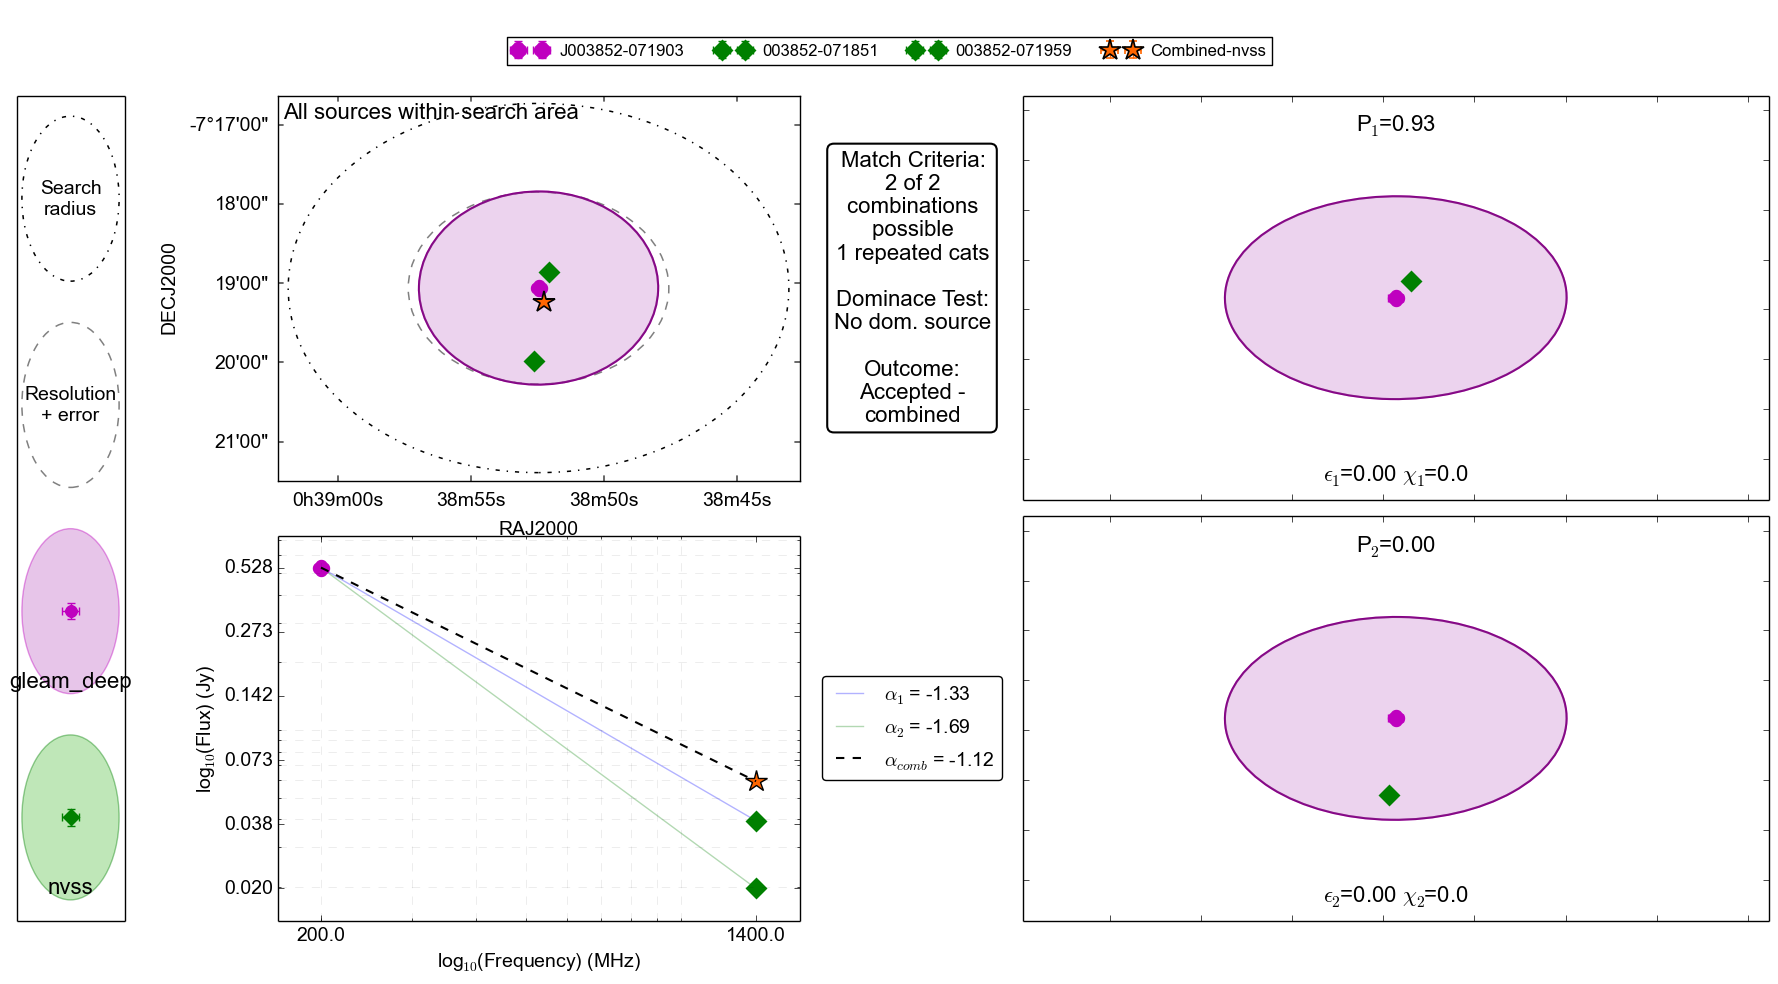 J003852-071903 003852-071851 003852-071959 Combined-nvss
Search
radius
Resolution
+ error
gleam_deep
nvss
All sources within search area
DECJ2000
-7°17'00"
18'00"
19'00"
20'00"
21'00"
0h39m00s 38m55s 38m50s 38m45s
RAJ2000
Match Criteria:
2 of 2
combinations
possible
1 repeated cats
Dominace Test:
No dom. source
Outcome:
Accepted -
combined
P1=0.93
ϵ1=0.00 χ1=0.0
log10(Flux) (Jy)
0.528
0.273
0.142
0.073
0.038
0.020
200.0 1400.0
log10(Frequency) (MHz)
α1 = -1.33
α2 = -1.69
αcomb = -1.12
P2=0.00
ϵ2=0.00 χ2=0.0